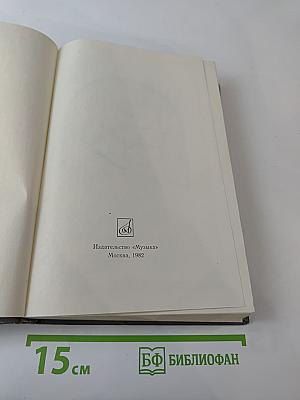 Издательство «Музыка»
Москва, 1982
15 см
БФ БИБЛИОФАН